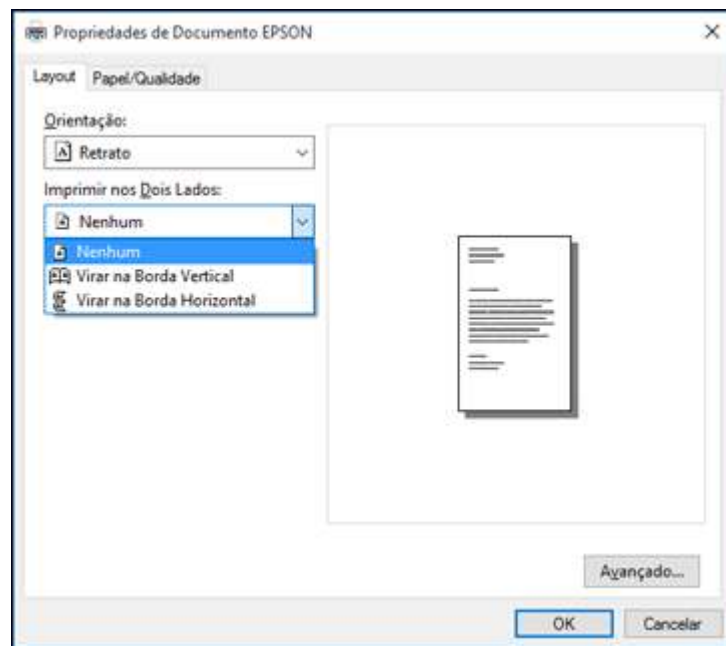 Propriedades de Documento EPSON
Layout Papel/Qualidade
Orientação:
Retrato
Imprimir nos Dois Lados:
Nenhum
Nenhum
Virar na Borda Vertical
Virar na Borda Horizontal
Avançado...
OK Cancelar